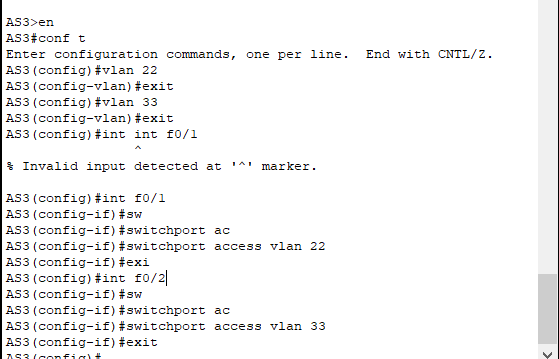 AS3>en
AS3#conf t
Enter configuration commands, one per line.  End with CNTL/Z.
AS3(config)#vlan 22
AS3(config-vlan)#exit
AS3(config)#vlan 33
AS3(config-vlan)#exit
AS3(config)#int int f0/1
^
% Invalid input detected at '^' marker.
AS3(config)#int f0/1
AS3(config-if)#sw
AS3(config-if)#switchport ac
AS3(config-if)#switchport access vlan 22
AS3(config-if)#exi
AS3(config)#int f0/2
AS3(config-if)#sw
AS3(config-if)#switchport ac
AS3(config-if)#switchport access vlan 33
AS3(config-if)#exit
AS3(config)#